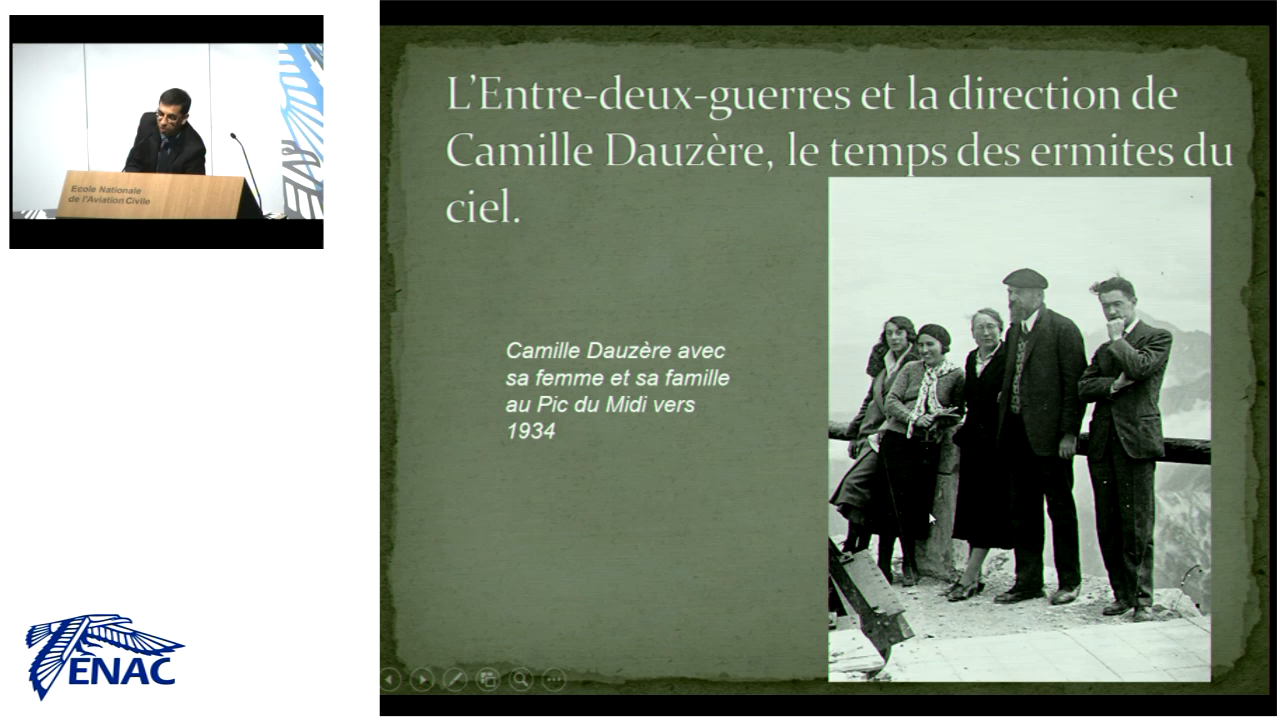 Ecole Nationale
de l'Aviation Civile
ENAC
L'Entre-deux-guerres et la direction de
Camille Dauzère, le temps des ermites du
ciel.
Camille Dauzère avec
sa femme et sa famille
au Pic du Midi vers
1934